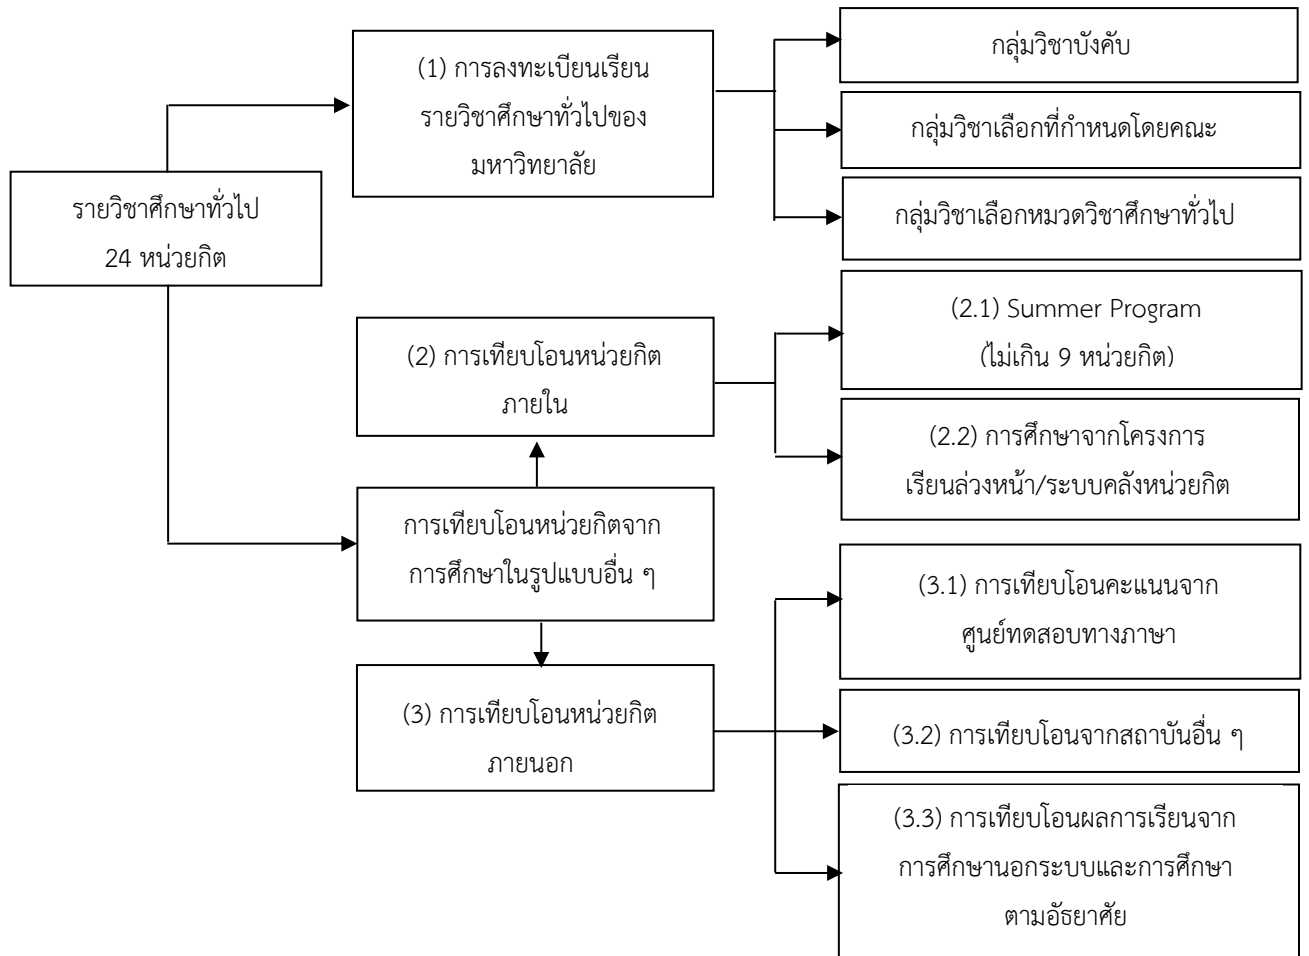 รายวิชาศึกษาทั่วไป
24 หน่วยกิต
(1) การลงทะเบียนเรียน
รายวิชาศึกษาทั่วไปของ
มหาวิทยาลัย
กลุ่มวิชาบังคับ
กลุ่มวิชาเลือกที่กำหนดโดยคณะ
กลุ่มวิชาเลือกหมวดวิชาศึกษาทั่วไป
(2) การเทียบโอนหน่วยกิต
ภายใน
(2.1) Summer Program
(ไม่เกิน 9 หน่วยกิต)
(2.2) การศึกษาจากโครงการ
เรียนล่วงหน้า/ระบบคลังหน่วยกิต
การเทียบโอนหน่วยกิตจาก
การศึกษาในรูปแบบอื่น ๆ
(3) การเทียบโอนหน่วยกิต
ภายนอก
(3.1) การเทียบโอนคะแนนจาก
ศูนย์ทดสอบทางภาษา
(3.2) การเทียบโอนจากสถาบันอื่น ๆ
(3.3) การเทียบโอนผลการเรียนจาก
การศึกษานอกระบบและการศึกษา
ตามอัธยาศัย